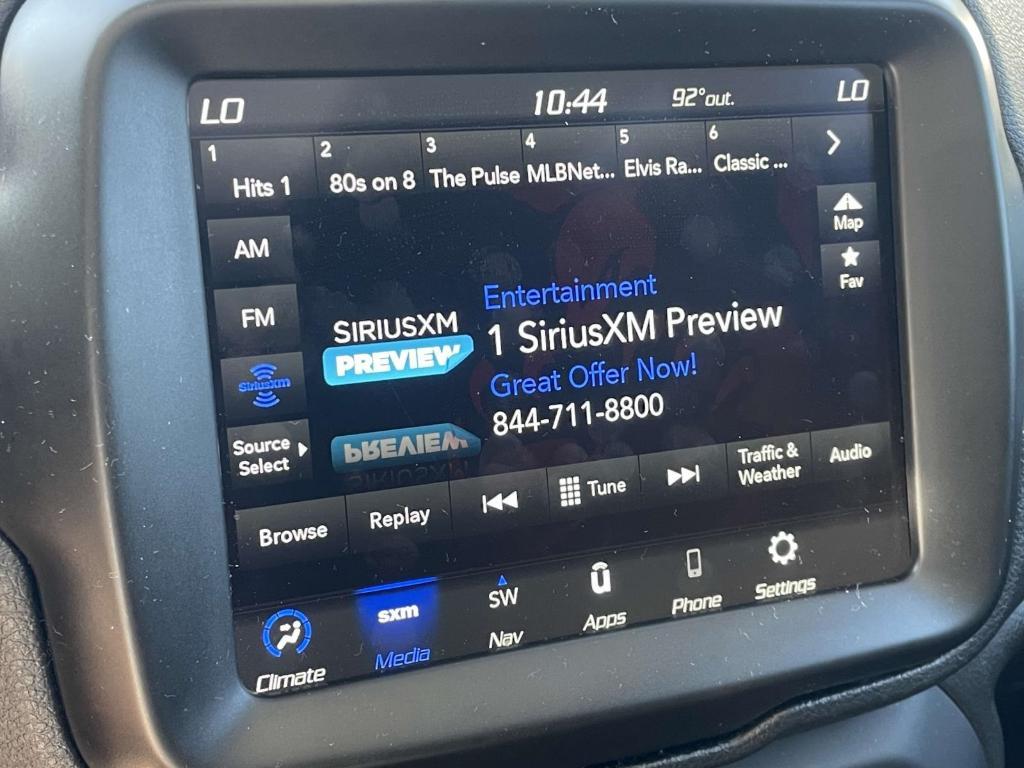 LO 10:44 92°out. LO
1 2 3 4 5 6
Hits 1 80s on 8 The Pulse MLBNet... Elvis Ra... Classic ...
AM
FM
SiriusXM
Source
Select
SIRIUSXM
PREVIEW
Entertainment
1 SiriusXM Preview
Great Offer Now!
844-711-8800
Map
Fav
Browse Replay Tune
Traffic &
Weather
Audio
Climate
sxm
Media
SW
Nav
Apps
Phone
Settings